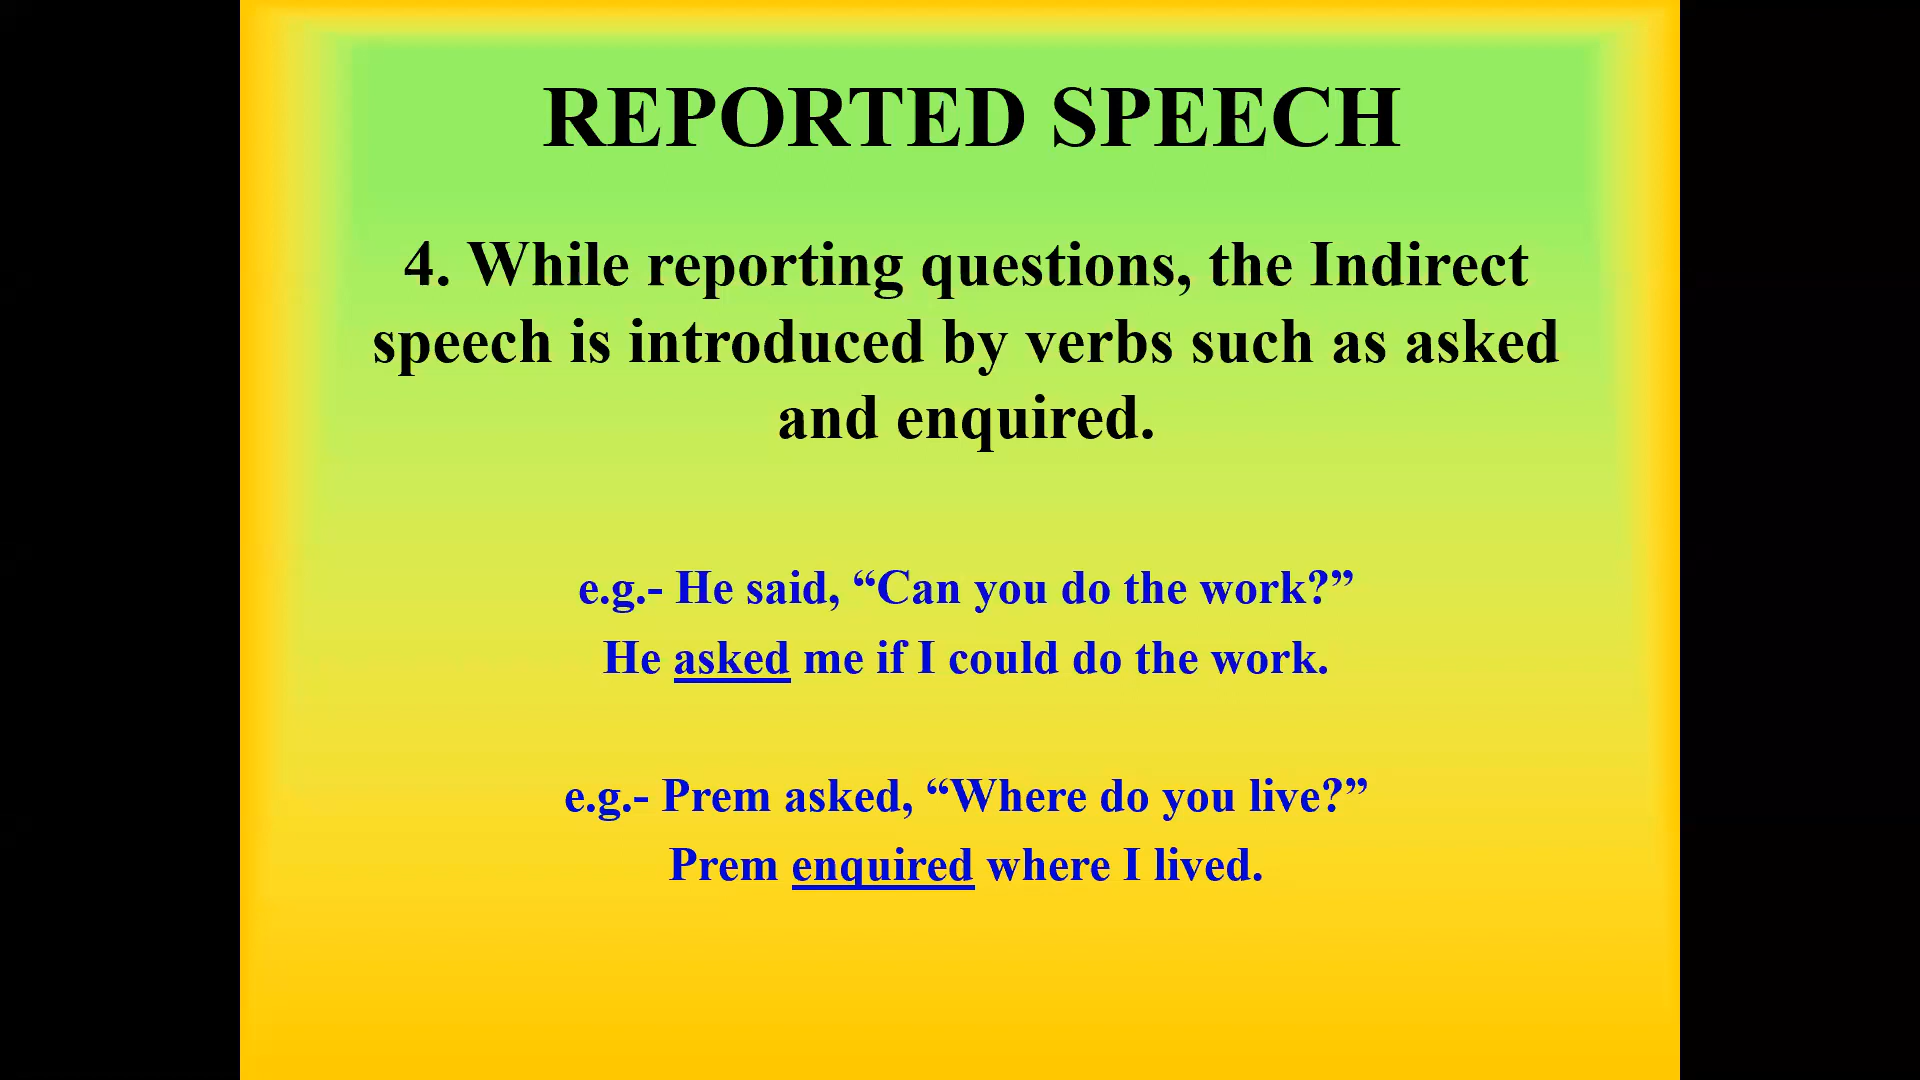 REPORTED SPEECH
4. While reporting questions, the Indirect
speech is introduced by verbs such as asked
and enquired.
e.g.- He said, “Can you do the work?”
He asked me if I could do the work.
e.g.- Prem asked, “Where do you live?”
Prem enquired where I lived.